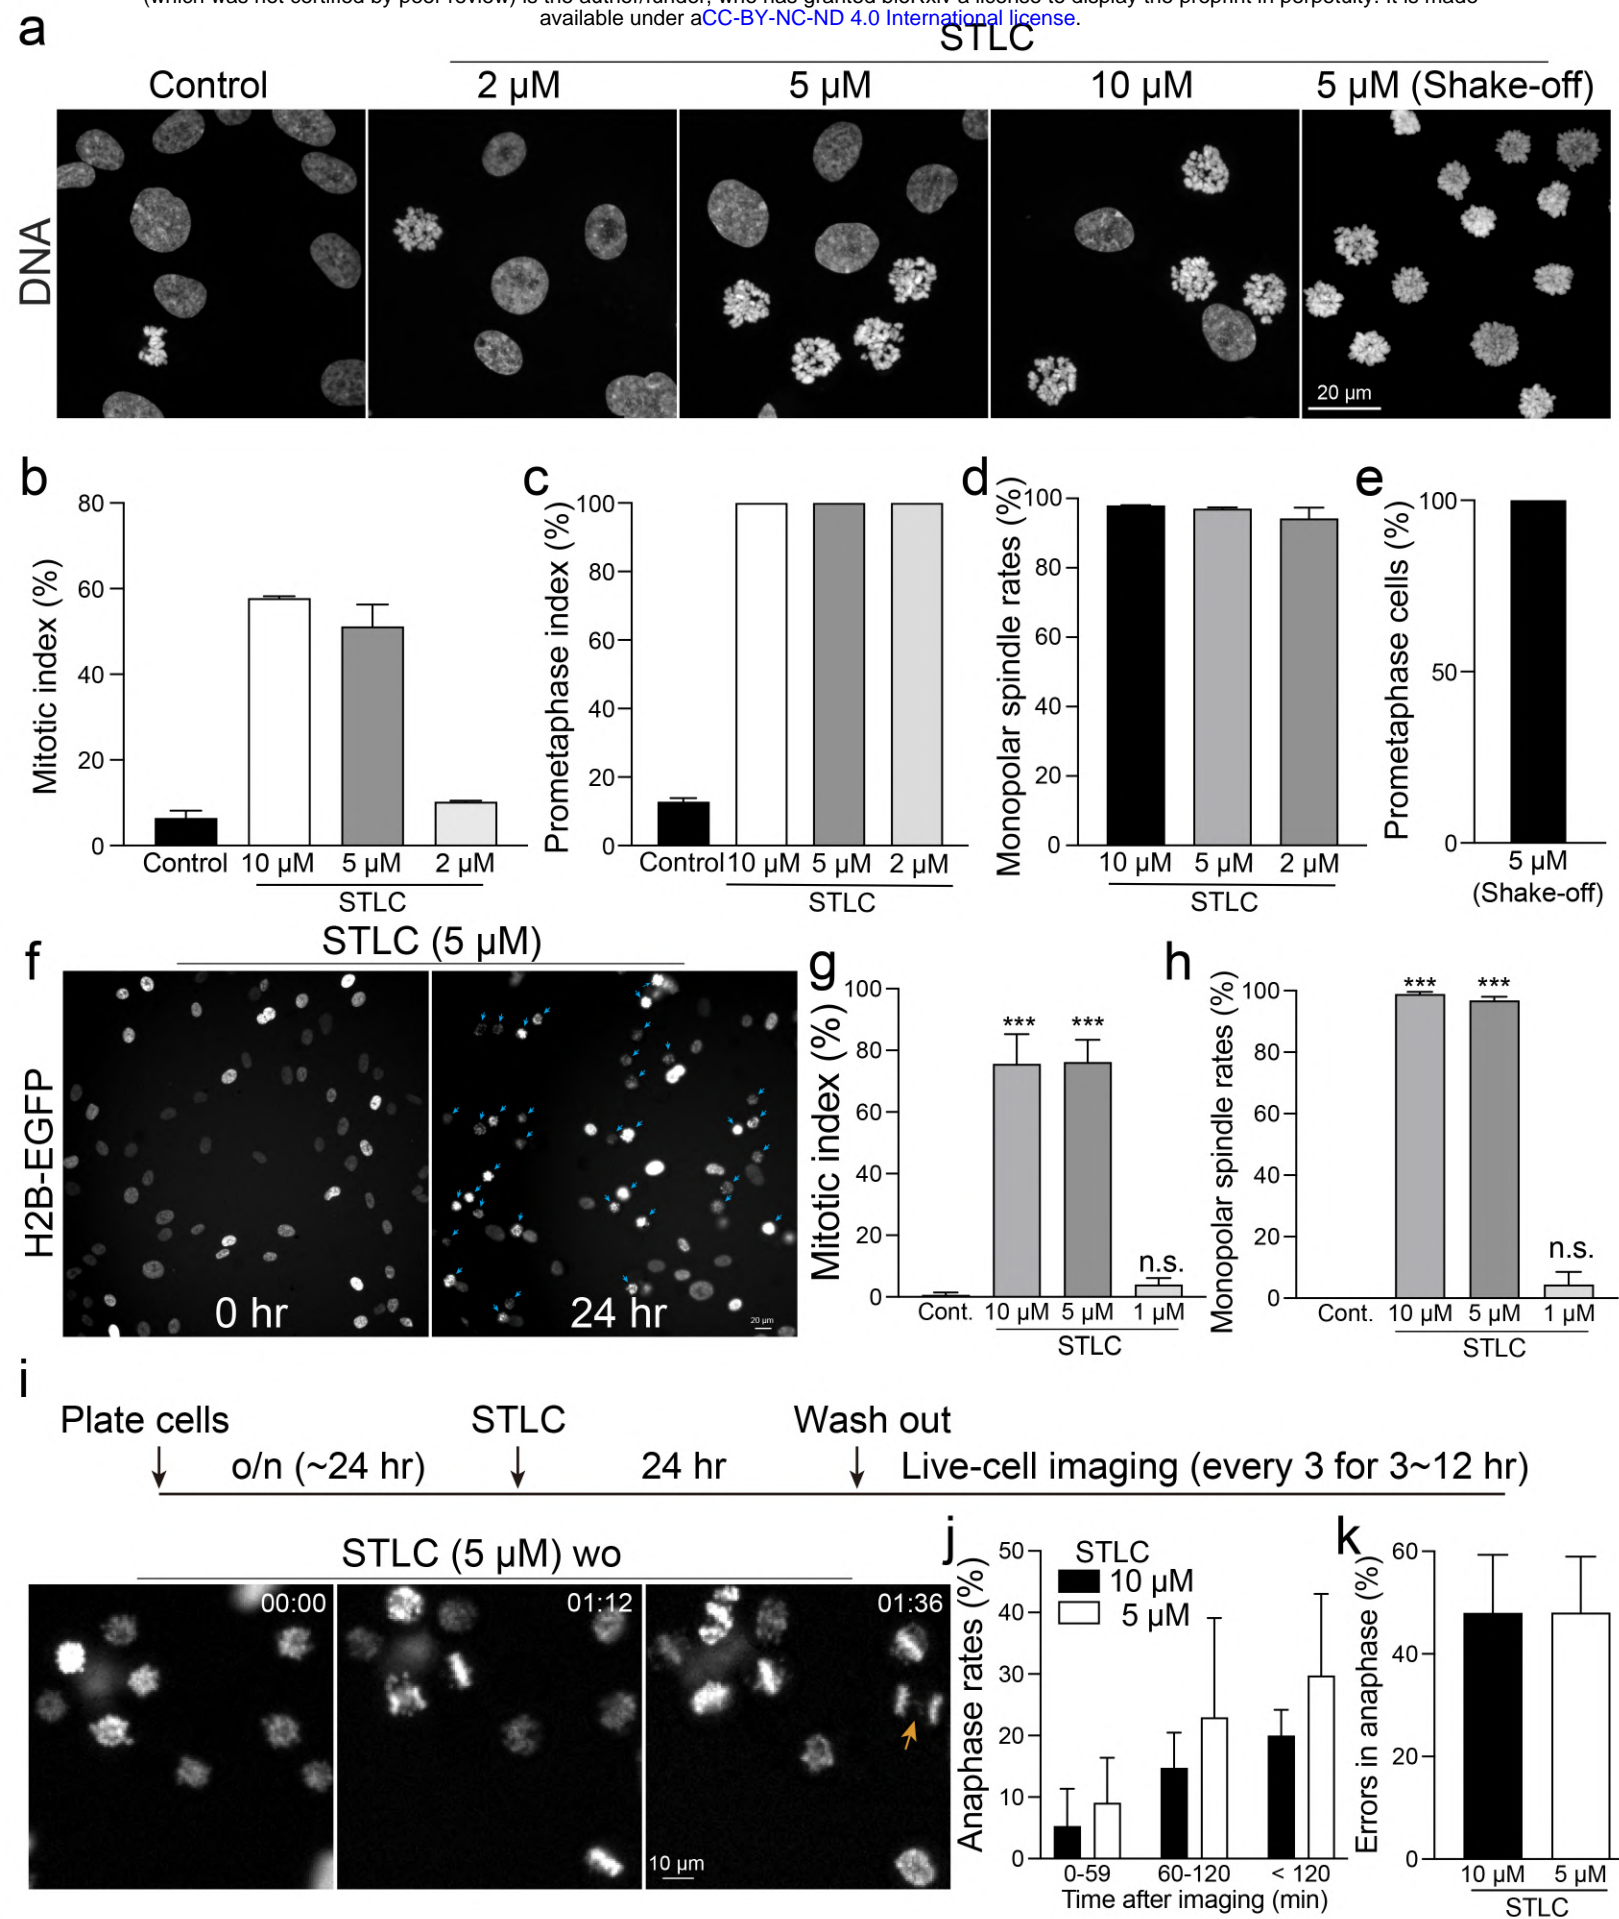 available under aCC-BY-NC-ND 4.0 International license.
a
STLC
Control
2 µM
5 µM
10 µM
5 µM (Shake-off)
DNA
20 µm
b
Mitotic index (%)
80
60
40
20
0
Control
10 µM
5 µM
2 µM
STLC
c
Prometaphase index (%)
100
80
60
40
20
0
Control
10 µM
5 µM
2 µM
STLC
d
Monopolar spindle rates (%)
100
80
60
40
20
0
10 µM
5 µM
2 µM
STLC
e
Prometaphase cells (%)
100
50
0
5 µM
(Shake-off)
f
STLC (5 µM)
H2B-EGFP
0 hr
24 hr
20 µm
g
Mitotic index (%)
100
80
60
40
20
0
***
***
n.s.
Cont.
10 µM
5 µM
1 µM
STLC
h
Monopolar spindle rates (%)
100
80
60
40
20
0
***
***
n.s.
Cont.
10 µM
5 µM
1 µM
STLC
i
Plate cells
STLC
Wash out
o/n (~24 hr)
24 hr
Live-cell imaging (every 3 for 3~12 hr)
STLC (5 µM) wo
00:00
01:12
01:36
10 µm
j
Anaphase rates (%)
50
40
30
20
10
0
STLC
10 µM
5 µM
0-59
60-120
< 120
Time after imaging (min)
k
Errors in anaphase (%)
60
40
20
0
10 µM
5 µM
STLC